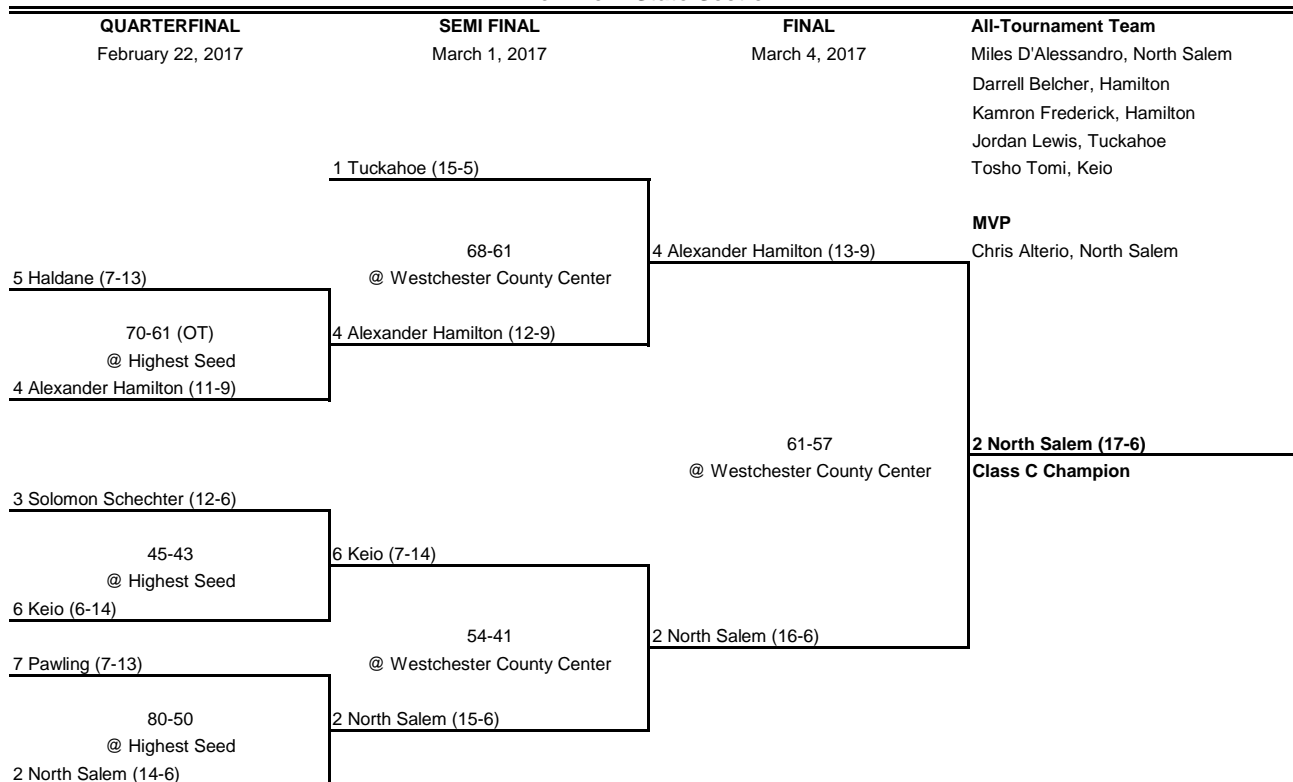 QUARTERFINAL
February 22, 2017
SEMI FINAL
March 1, 2017
FINAL
March 4, 2017
All-Tournament Team
Miles D'Alessandro, North Salem
Darrell Belcher, Hamilton
Kamron Frederick, Hamilton
Jordan Lewis, Tuckahoe
Tosho Tomi, Keio
MVP
Chris Alterio, North Salem
5 Haldane (7-13)
70-61 (OT)
@ Highest Seed
4 Alexander Hamilton (11-9)
3 Solomon Schechter (12-6)
45-43
@ Highest Seed
6 Keio (6-14)
7 Pawling (7-13)
80-50
@ Highest Seed
2 North Salem (14-6)
1 Tuckahoe (15-5)
68-61
@ Westchester County Center
4 Alexander Hamilton (12-9)
6 Keio (7-14)
54-41
@ Westchester County Center
2 North Salem (15-6)
4 Alexander Hamilton (13-9)
61-57
@ Westchester County Center
2 North Salem (16-6)
2 North Salem (17-6)
Class C Champion